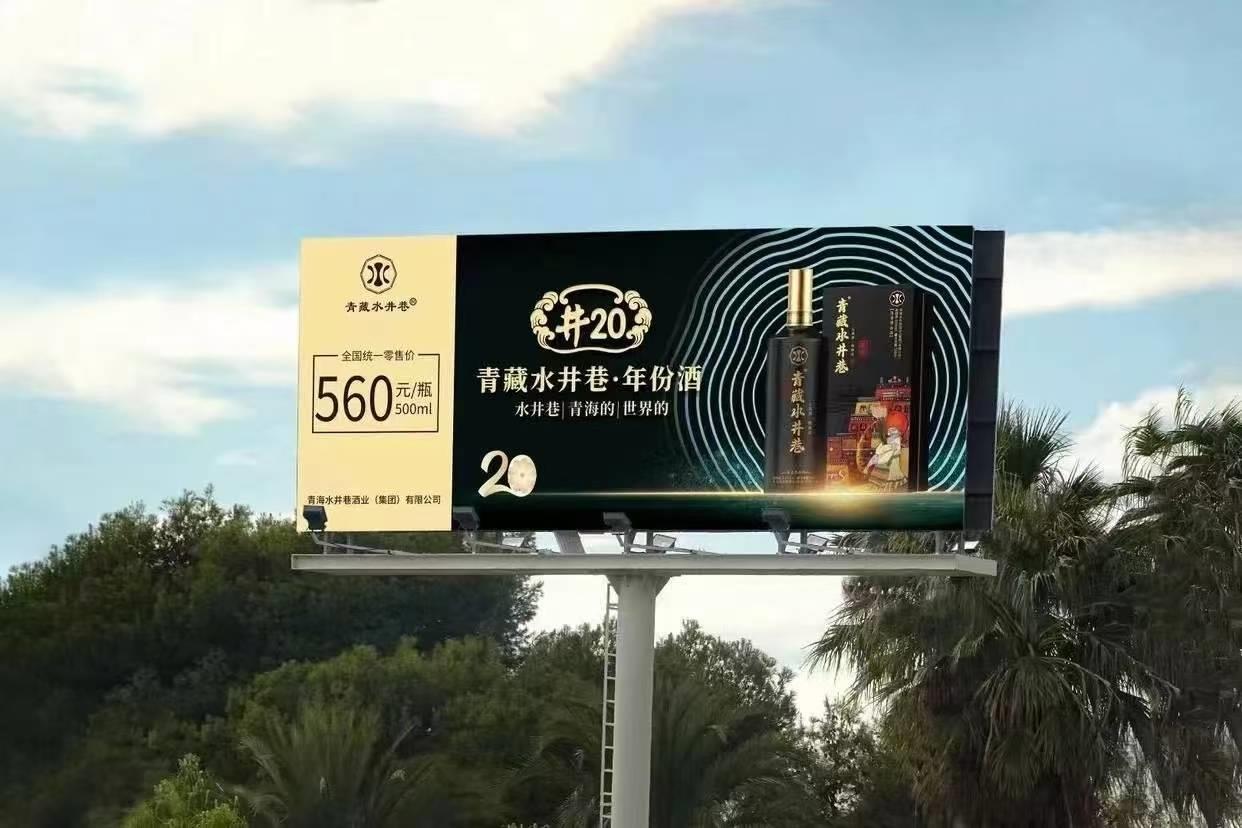 青藏水井巷®
全国统一零售价
560元/瓶
500ml
青海水井巷酒业（集团）有限公司
井20
青藏水井巷·年份酒
水井巷|青海的|世界的
20
青藏水井巷
青藏水井巷